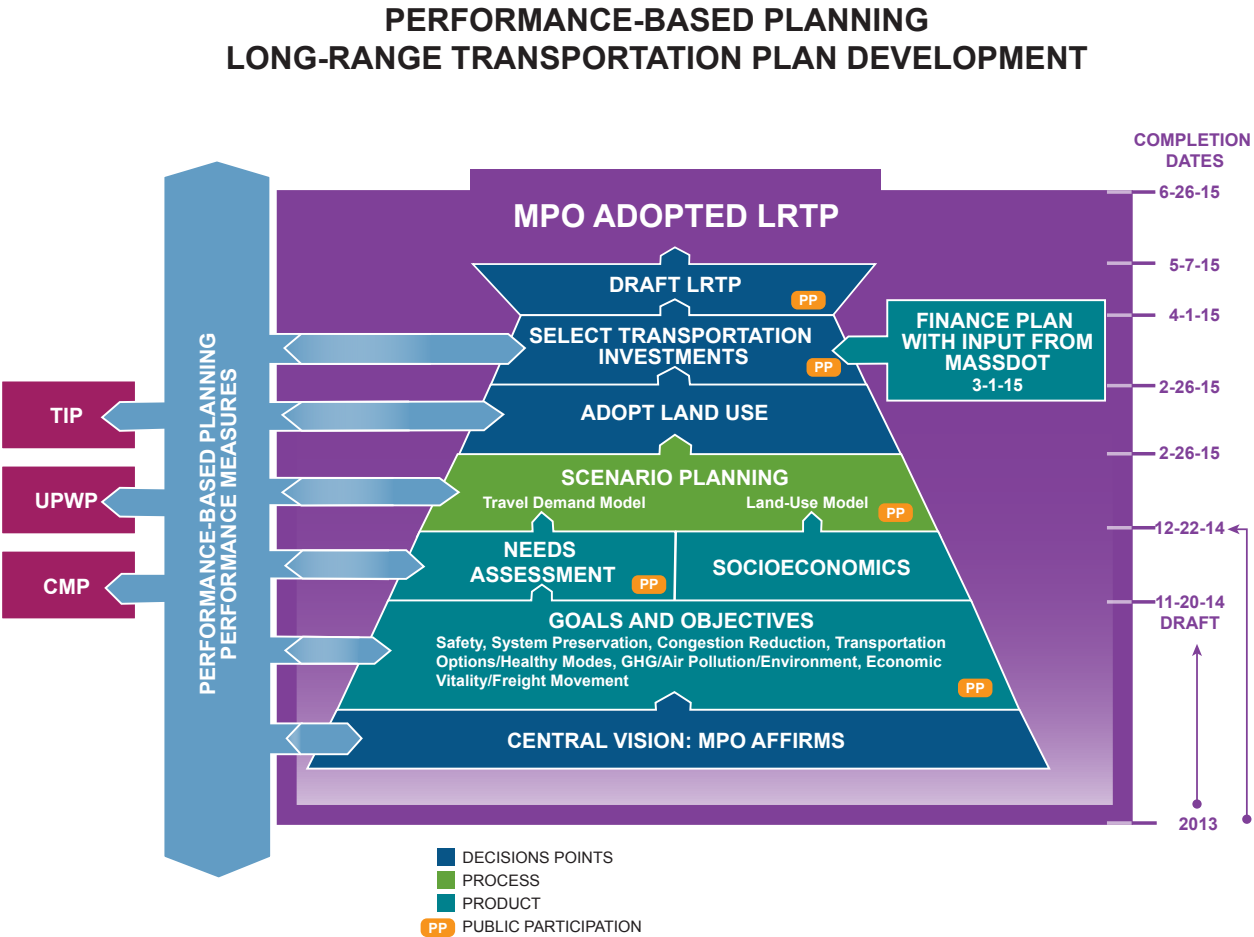 PERFORMANCE-BASED PLANNING
LONG-RANGE TRANSPORTATION PLAN DEVELOPMENT
COMPLETION
DATES
6-26-15
MPO ADOPTED LRTP
5-7-15
DRAFT LRTP
PP
4-1-15
SELECT TRANSPORTATION
INVESTMENTS
PP
FINANCE PLAN
WITH INPUT FROM
MASSDOT
3-1-15
2-26-15
ADOPT LAND USE
2-26-15
SCENARIO PLANNING
Travel Demand Model
Land-Use Model
PP
12-22-14
NEEDS
ASSESSMENT
PP
SOCIOECONOMICS
11-20-14
DRAFT
GOALS AND OBJECTIVES
Safety, System Preservation, Congestion Reduction, Transportation
Options/Healthy Modes, GHG/Air Pollution/Environment, Economic
Vitality/Freight Movement
PP
CENTRAL VISION: MPO AFFIRMS
2013
PERFORMANCE-BASED PLANNING
PERFORMANCE MEASURES
TIP
UPWP
CMP
DECISIONS POINTS
PROCESS
PRODUCT
PP PUBLIC PARTICIPATION